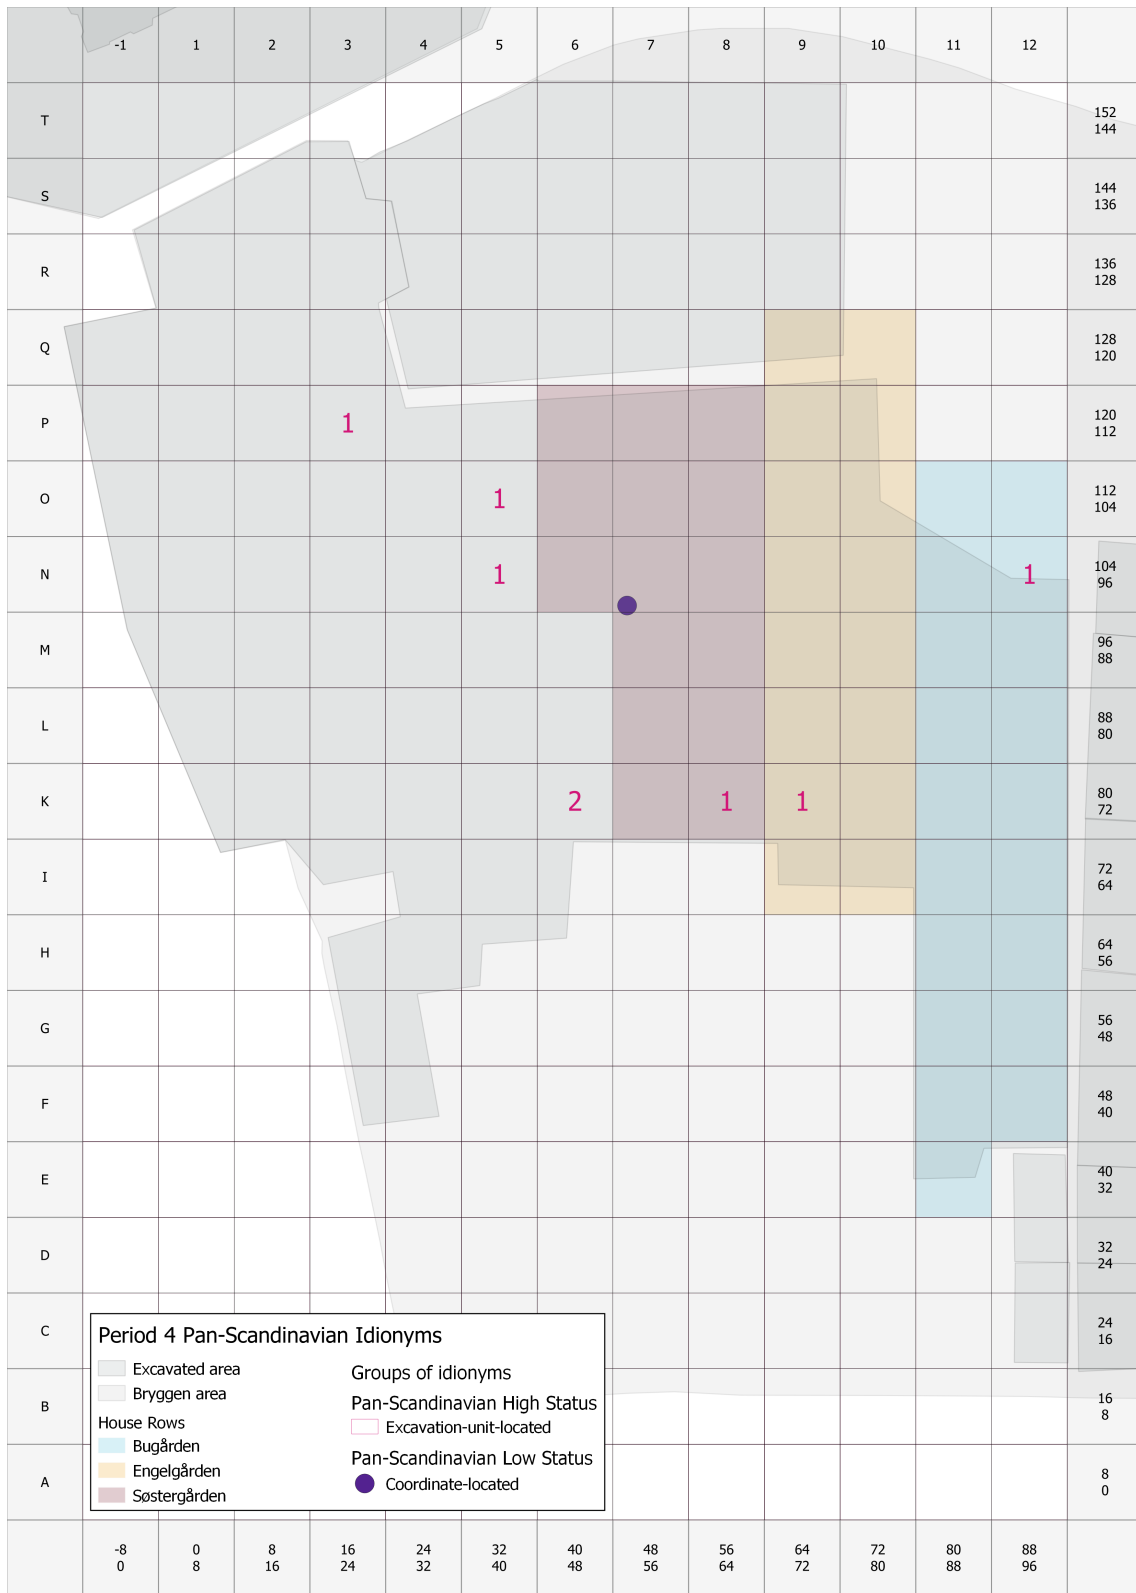 -1 1 2 3 4 5 6 7 8 9 10 11 12
T 152
144
S 144
136
R 136
128
Q 128
120
P 1 120
112
O 1 112
104
N 1 1 104
96
M 96
88
L 88
80
K 2 1 1 80
72
I 72
64
H 64
56
G 56
48
F 48
40
E 40
32
D 32
24
C 24
16
B 16
8
A 8
0
Period 4 Pan-Scandinavian Idionyms
Excavated area
Bryggen area
House Rows
Bugården
Engelgården
Søstergården
Groups of idionyms
Pan-Scandinavian High Status
Excavation-unit-located
Pan-Scandinavian Low Status
Coordinate-located
-8 0 8 16 24 32 40 48 56 64 72 80 88
0 8 16 24 32 40 48 56 64 72 80 88 96